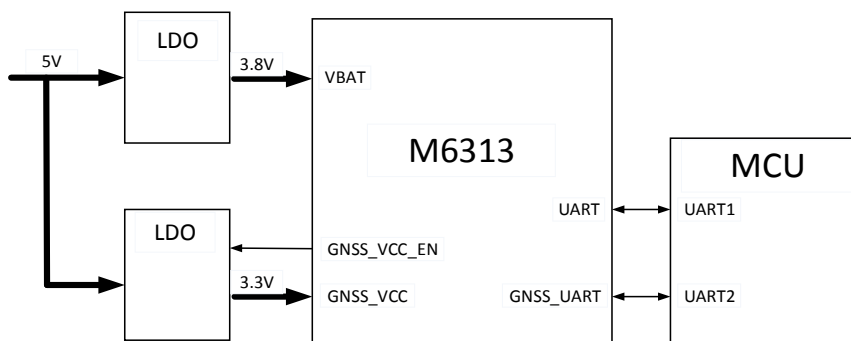 LDO
5V
3.8V
VBAT
M6313
MCU
UART
UART1
LDO
GNSS_VCC_EN
3.3V
GNSS_VCC
GNSS_UART
UART2